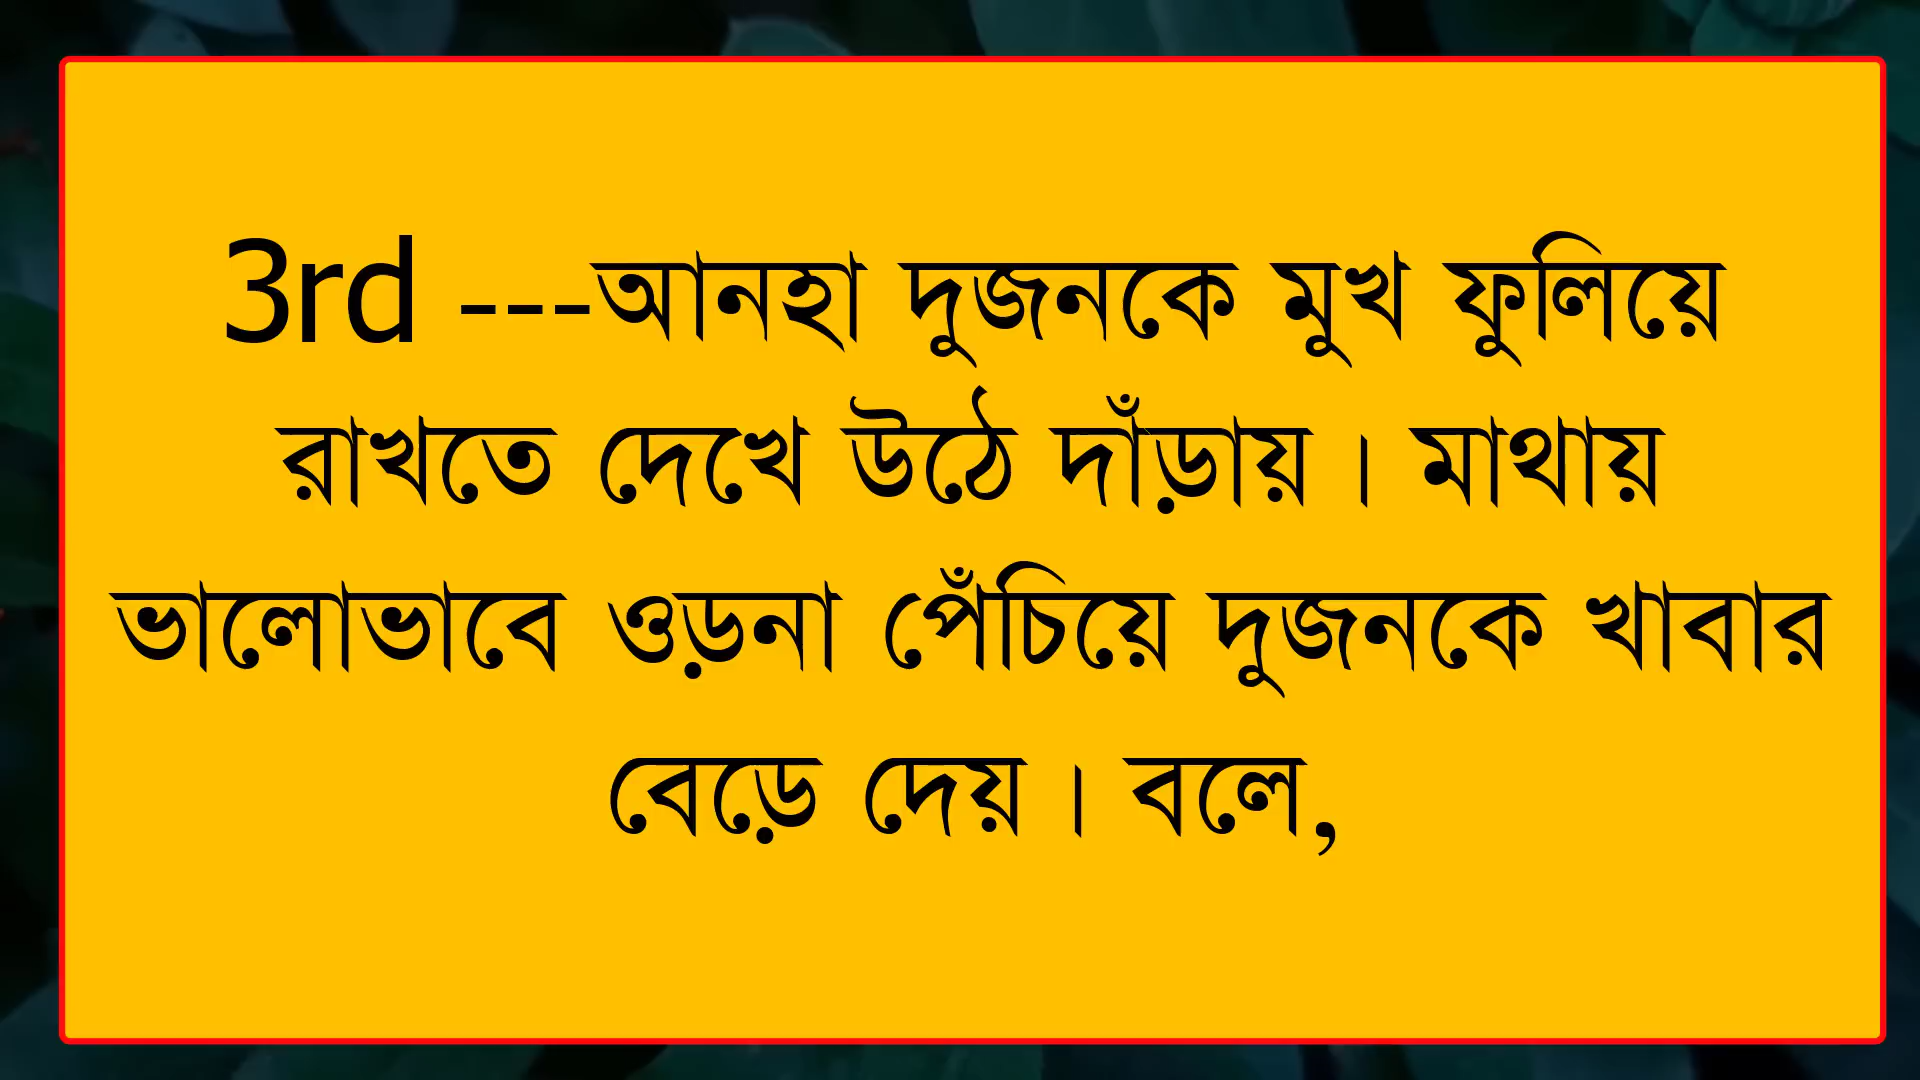 3rd ---আনহা দুজনকে মুখ ফুলিয়ে
রাখতে দেখে উঠে দাঁড়ায়। মাথায়
ভালোভাবে ওড়না পেঁচিয়ে দুজনকে খাবার
বেড়ে দেয়। বলে,